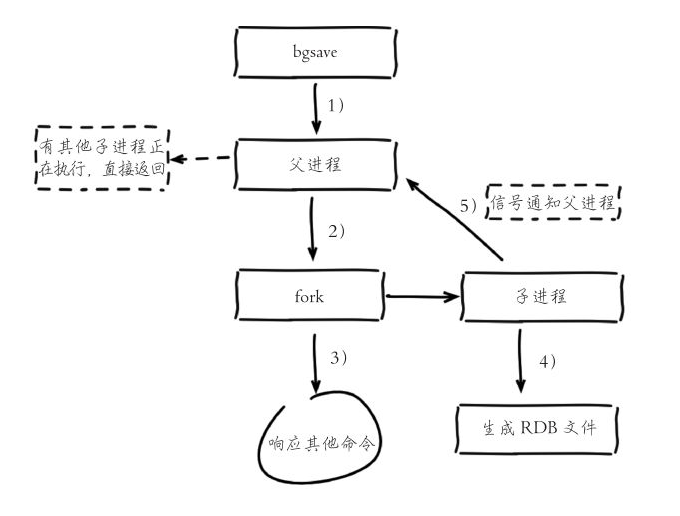 bgsave
1)
有其他子进程正
在执行，直接返回
父进程
5)
信号通知父进程
2)
fork
子进程
3)
4)
响应其他命令
生成 RDB 文件